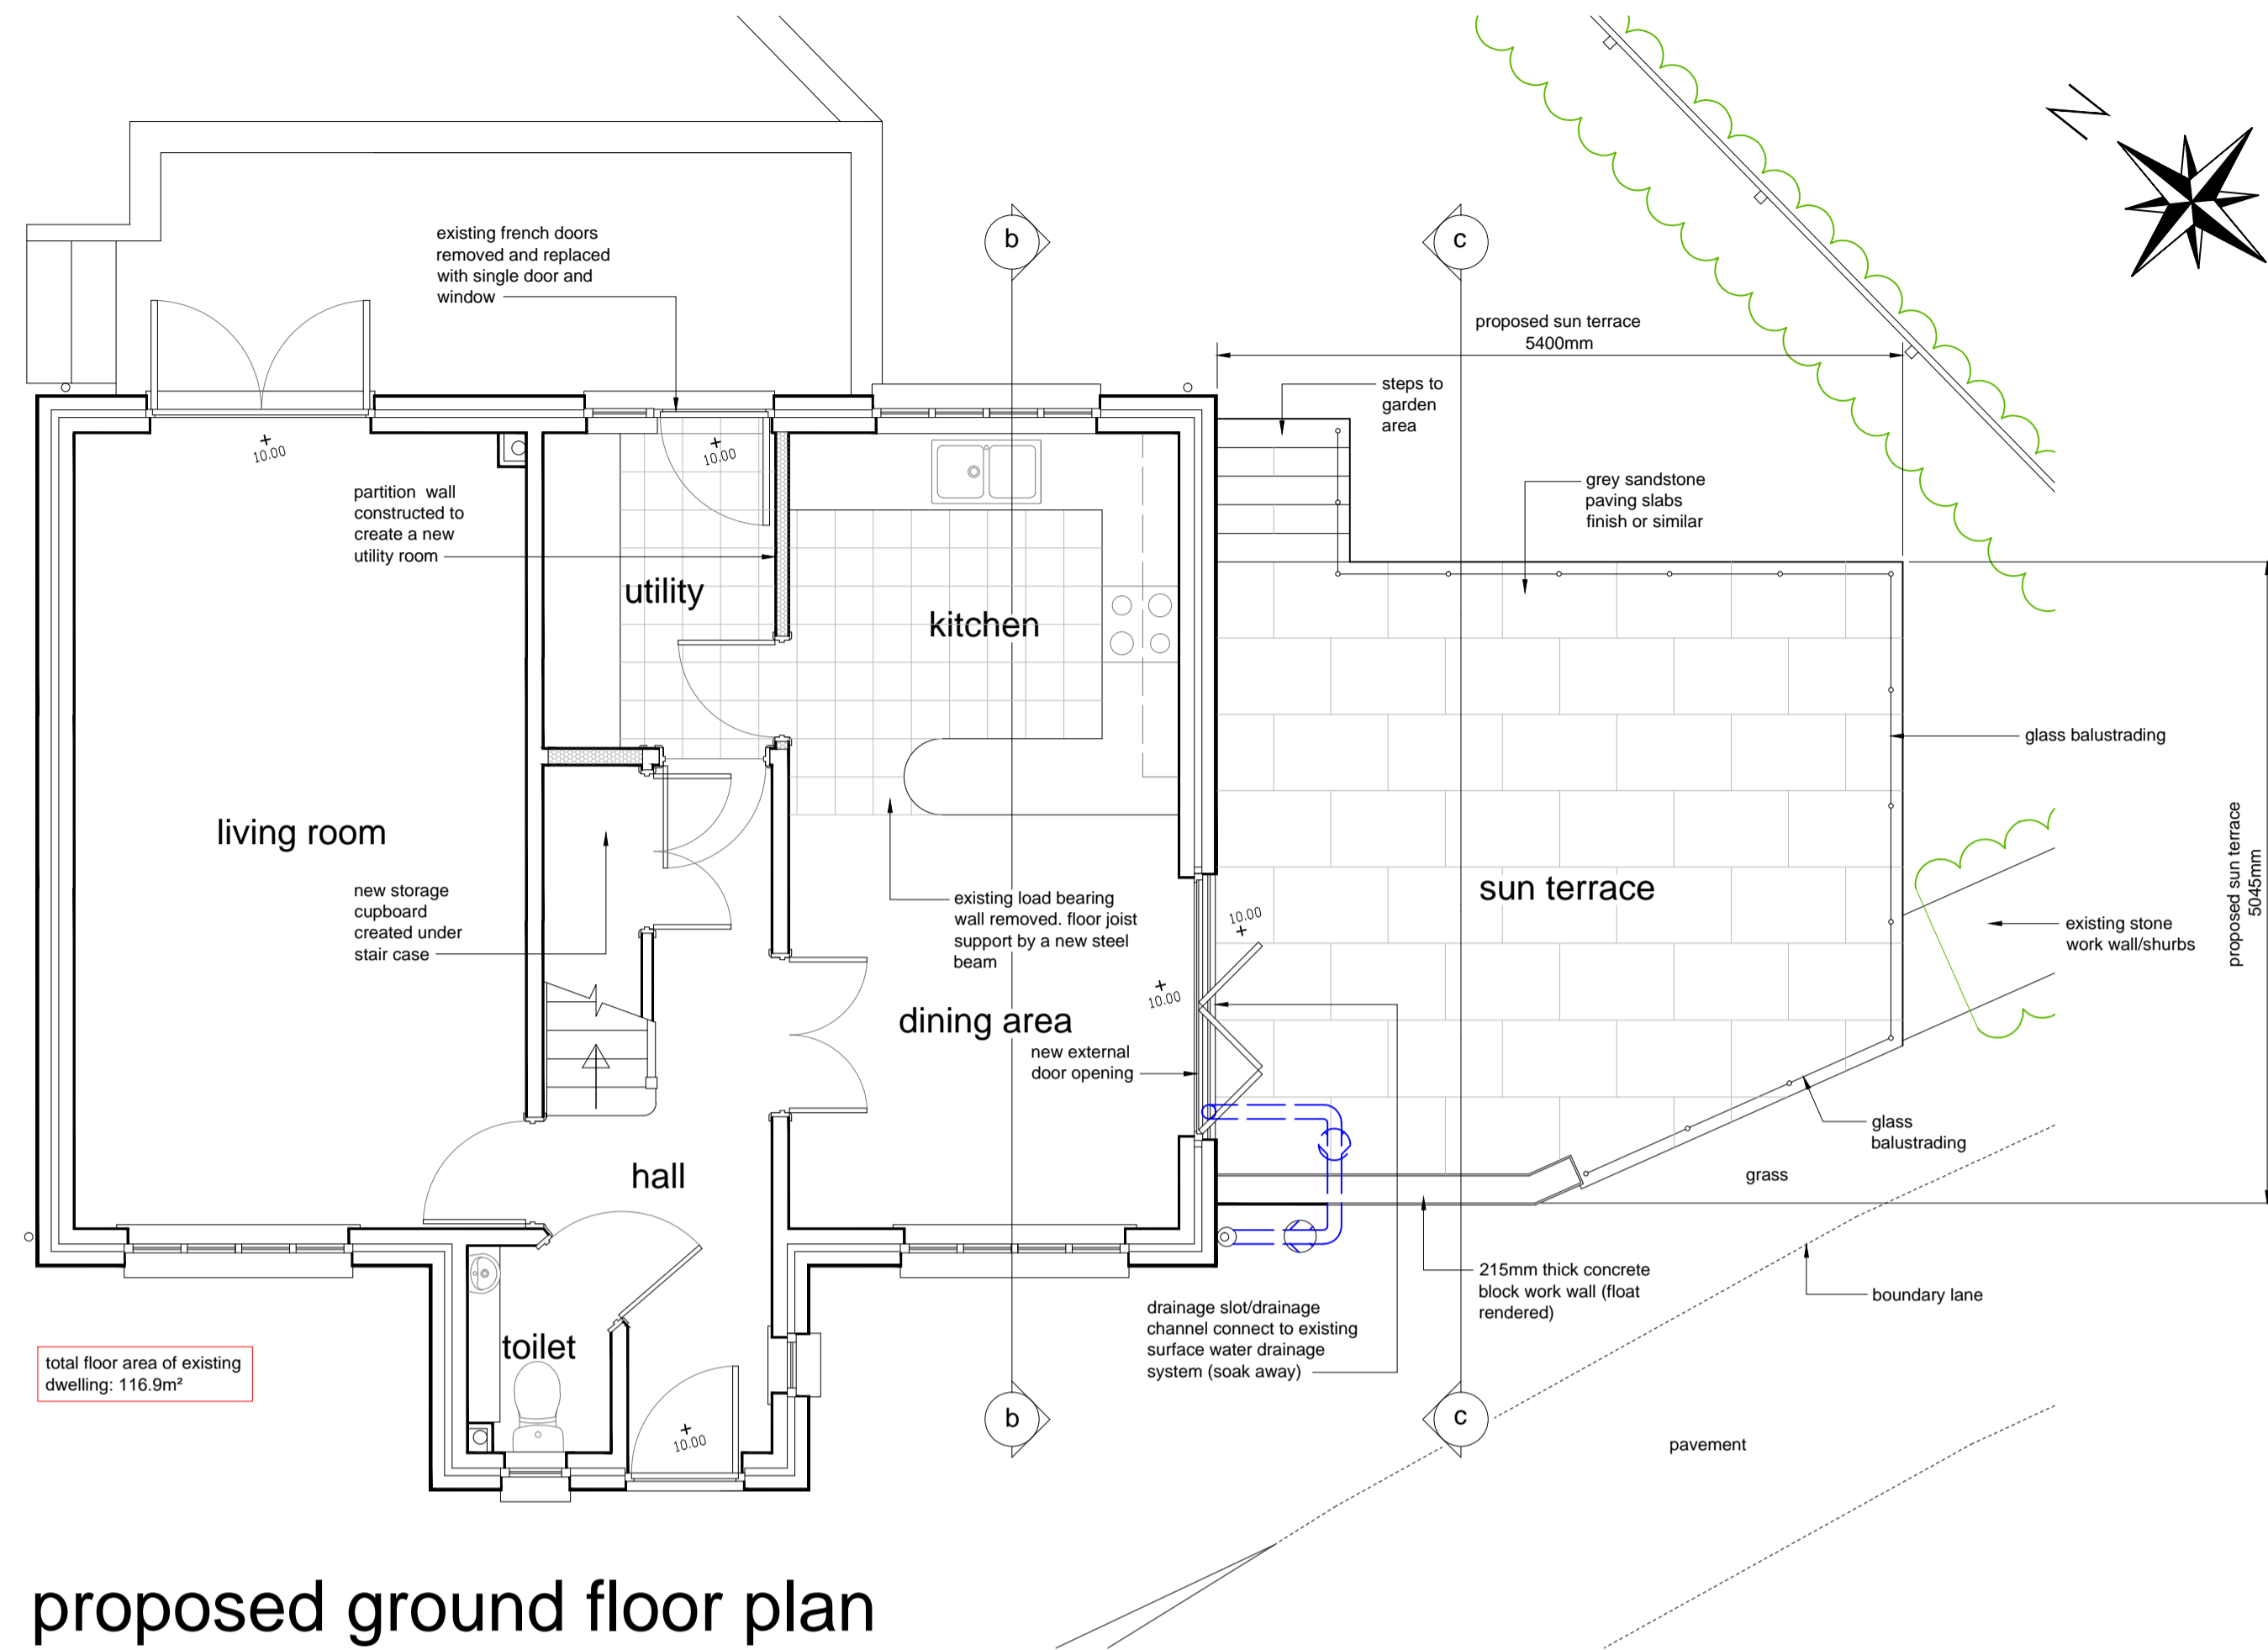 N
existing french doors
removed and replaced
with single door and
window
b
c
proposed sun terrace
5400mm
steps to
garden
area
10.00
10.00
partition wall
constructed to
create a new
utility room
grey sandstone
paving slabs
finish or similar
utility
kitchen
glass balustrading
living room
new storage
cupboard
created under
stair case
existing load bearing
wall removed. floor joist
support by a new steel
beam
sun terrace
10.00
10.00
existing stone
work wall/shurbs
proposed sun terrace
5045mm
dining area
new external
door opening
glass
balustrading
hall
grass
215mm thick concrete
block work wall (float
rendered)
boundary lane
drainage slot/drainage
channel connect to existing
surface water drainage
system (soak away)
toilet
total floor area of existing
dwelling: 116.9m²
10.00
b
c
pavement
proposed ground floor plan